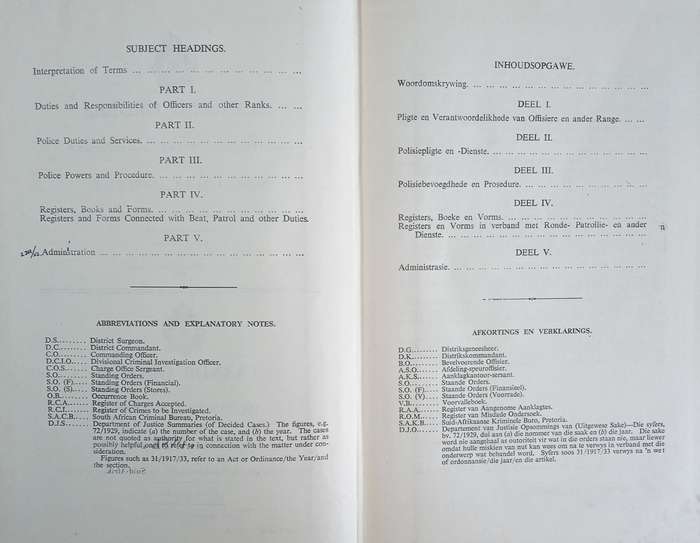 SUBJECT HEADINGS.
Interpretation of Terms ... ... ... ... ... ... ... ... ... ... ... ...
PART I.
Duties and Responsibilities of Officers and other Ranks. ... ...
PART II.
Police Duties and Services. ... ... ... ... ... ... ... ... ... ... ...
PART III.
Police Powers and Procedure. ... ... ... ... ... ... ... ... ... ...
PART IV.
Registers, Books and Forms. ... ... ... ... ... ... ... ... ... ...
Registers and Forms Connected with Beat, Patrol and other Duties.
PART V.
Administration ... ... ... ... ... ... ... ... ... ... ... ... ... ...
ABBREVIATIONS AND EXPLANATORY NOTES.
D.S......... District Surgeon.
D.C......... District Commandant.
C.O......... Commanding Officer.
D.C.I.O..... Divisional Criminal Investigation Officer.
C.O.S....... Charge Office Sergeant.
S.O......... Standing Orders.
S.O. (F).... Standing Orders (Financial).
S.O. (S).... Standing Orders (Stores).
O.B......... Occurrence Book.
R.C.A....... Register of Charges Accepted.
R.C.I....... Register of Crimes to be Investigated.
S.A.C.B..... South African Criminal Bureau, Pretoria.
D.J.S....... Department of Justice Summaries (of Decided Cases.) The figures, e.g.
72/1929, indicate (a) the number of the case, and (b) the year. The cases
are not quoted as authority for what is stated in the text, but rather as
possibly helpful to refer to in connection with the matter under con-
sideration.
Figures such as 31/1917/33, refer to an Act or Ordinance/the Year/and
the section.
INHOUDSOPGAWE.
Woordomskrywing. ... ... ... ... ... ... ... ... ... ... ... ...
DEEL I.
Pligte en Verantwoordelikhede van Offisiere en ander Range. ... ...
DEEL II.
Polisiepligte en -Dienste. ... ... ... ... ... ... ... ... ... ... ...
DEEL III.
Polisiebevoegdhede en Prosedure. ... ... ... ... ... ... ... ... ...
DEEL IV.
Registers, Boeke en Vorms. ... ... ... ... ... ... ... ... ... ...
Registers en Vorms in verband met Ronde- Patrollie- en ander
Dienste. ... ... ... ... ... ... ... ... ... ... ... ... ... ...
DEEL V.
Administrasie. ... ... ... ... ... ... ... ... ... ... ... ... ...
AFKORTINGS EN VERKLARINGS.
D.G........ Distriksgeneesheer.
D.K........ Distrikskommandant.
B.O........ Bevelvoerende Offisier.
A.S.O...... Afdeling-speuroffisier.
A.K.S...... Aanklagkantoor-sersant.
S.O........ Staande Orders.
S.O. (F)... Staande Orders (Finansieel).
S.O. (V)... Staande Orders (Voorrade).
V.B........ Voorvalleboek.
R.A.A...... Register van Aangenome Aanklagtes.
R.O.M...... Register van Misdade Ondersoek.
S.A.K.B.... Suid-Afrikaanse Kriminele Buro, Pretoria.
D.J.O...... Departement van Justisie Opsommings van (Uitgewese Sake)—Die syfers,
bv. 72/1929, dui aan (a) die nommer van die saak en (b) die jaar. Die sake
word nie aangehaal as outoriteit vir wat in die orders staan nie, maar liewer
omdat hulle miskien van nut kan wees om na te verwys in verband met die
onderwerp wat behandel word. Syfers soos 31/1917/33 verwys na 'n wet
of ordonnansie/die jaar/en die artikel.